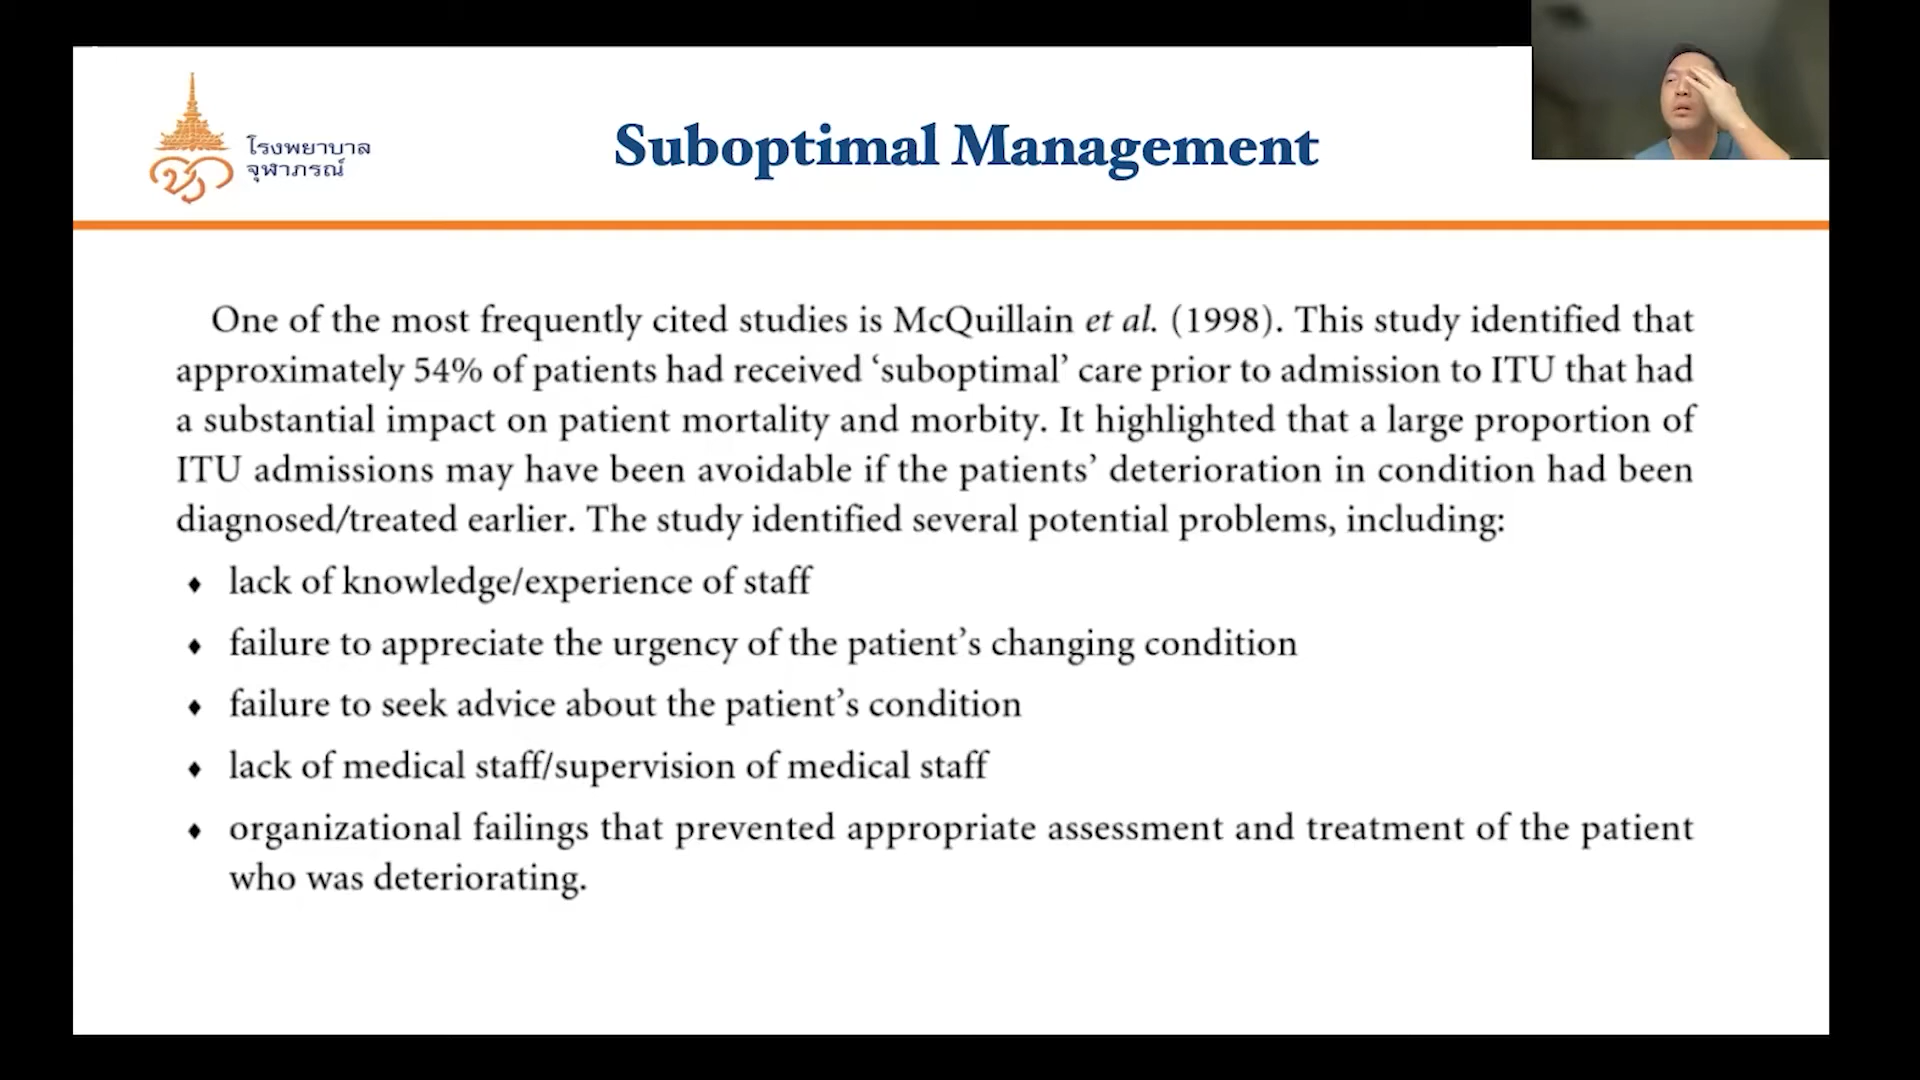 โรงพยาบาล
จุฬาภรณ์
Suboptimal Management
One of the most frequently cited studies is McQuillain et al. (1998). This study identified that
approximately 54% of patients had received ‘suboptimal’ care prior to admission to ITU that had
a substantial impact on patient mortality and morbity. It highlighted that a large proportion of
ITU admissions may have been avoidable if the patients’ deterioration in condition had been
diagnosed/treated earlier. The study identified several potential problems, including:
♦ lack of knowledge/experience of staff
♦ failure to appreciate the urgency of the patient’s changing condition
♦ failure to seek advice about the patient’s condition
♦ lack of medical staff/supervision of medical staff
♦ organizational failings that prevented appropriate assessment and treatment of the patient
who was deteriorating.